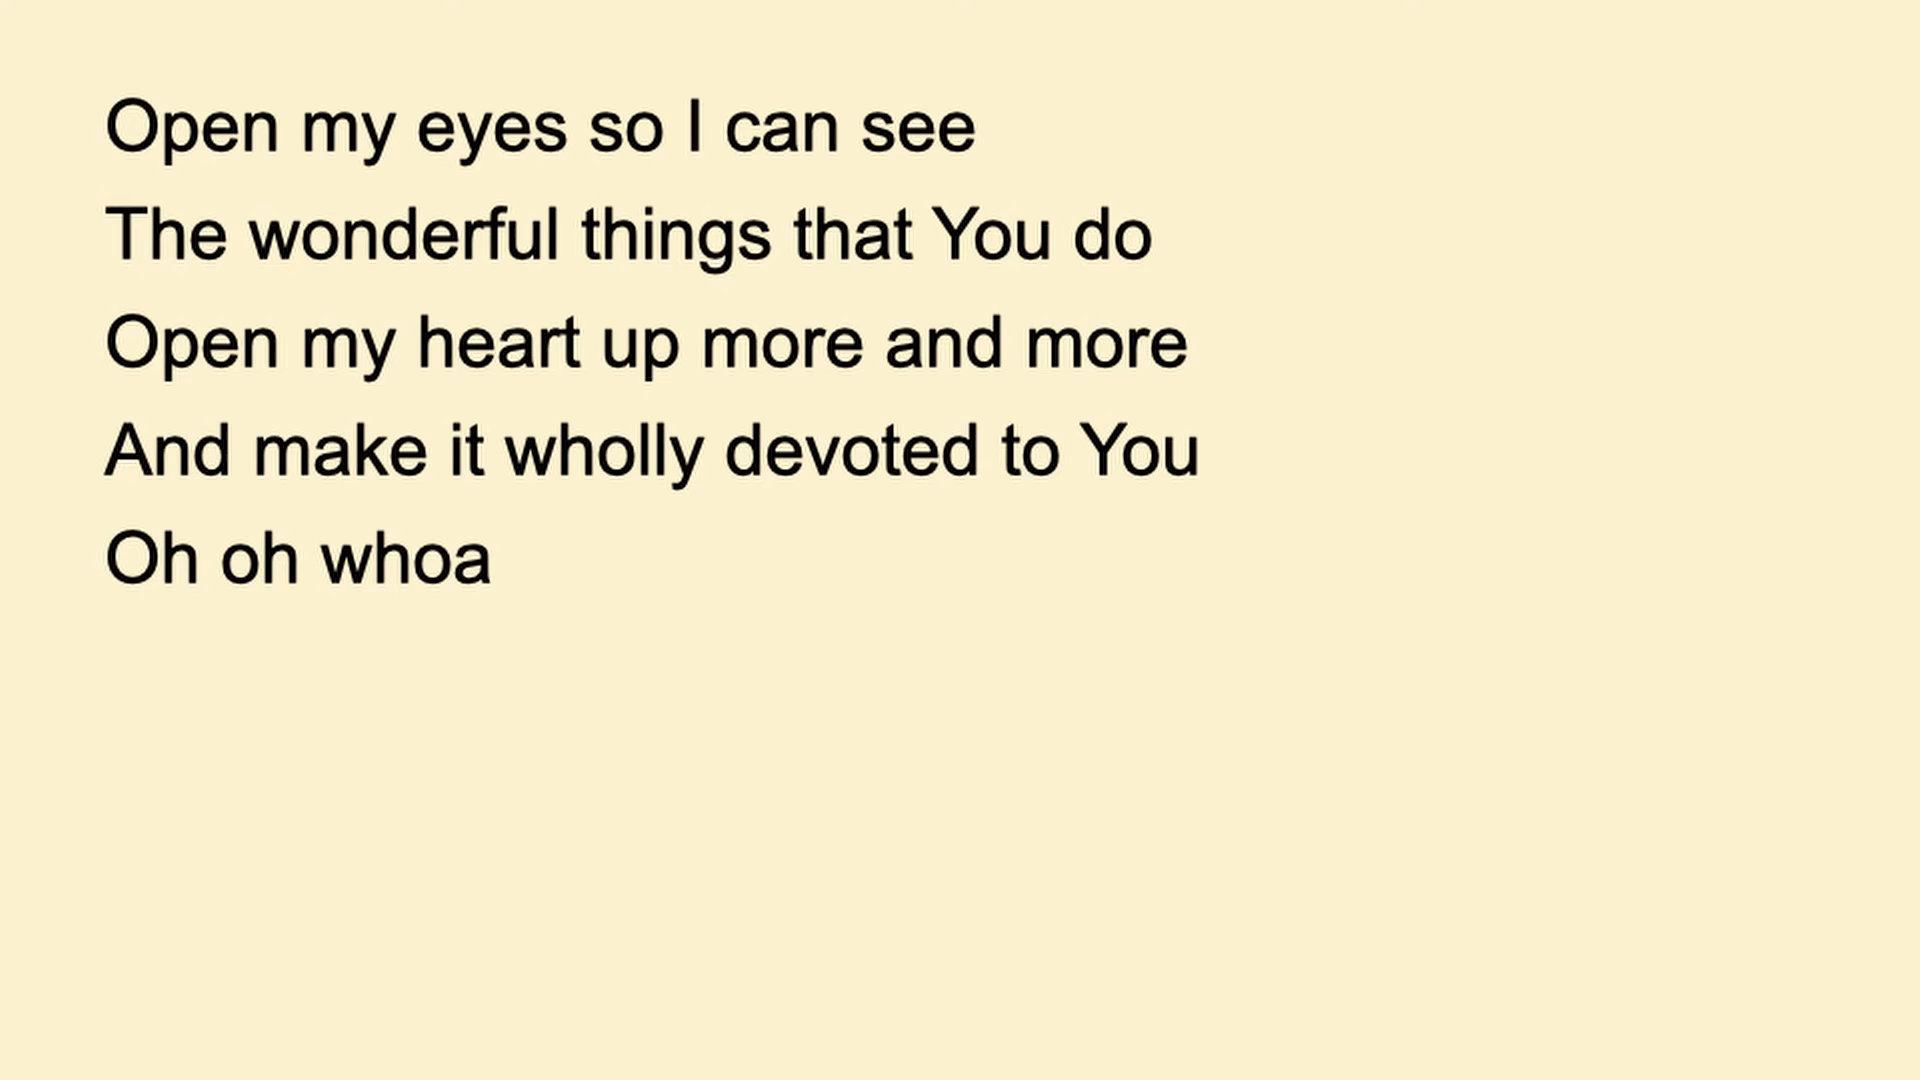 Open my eyes so I can see
The wonderful things that You do
Open my heart up more and more
And make it wholly devoted to You
Oh oh whoa